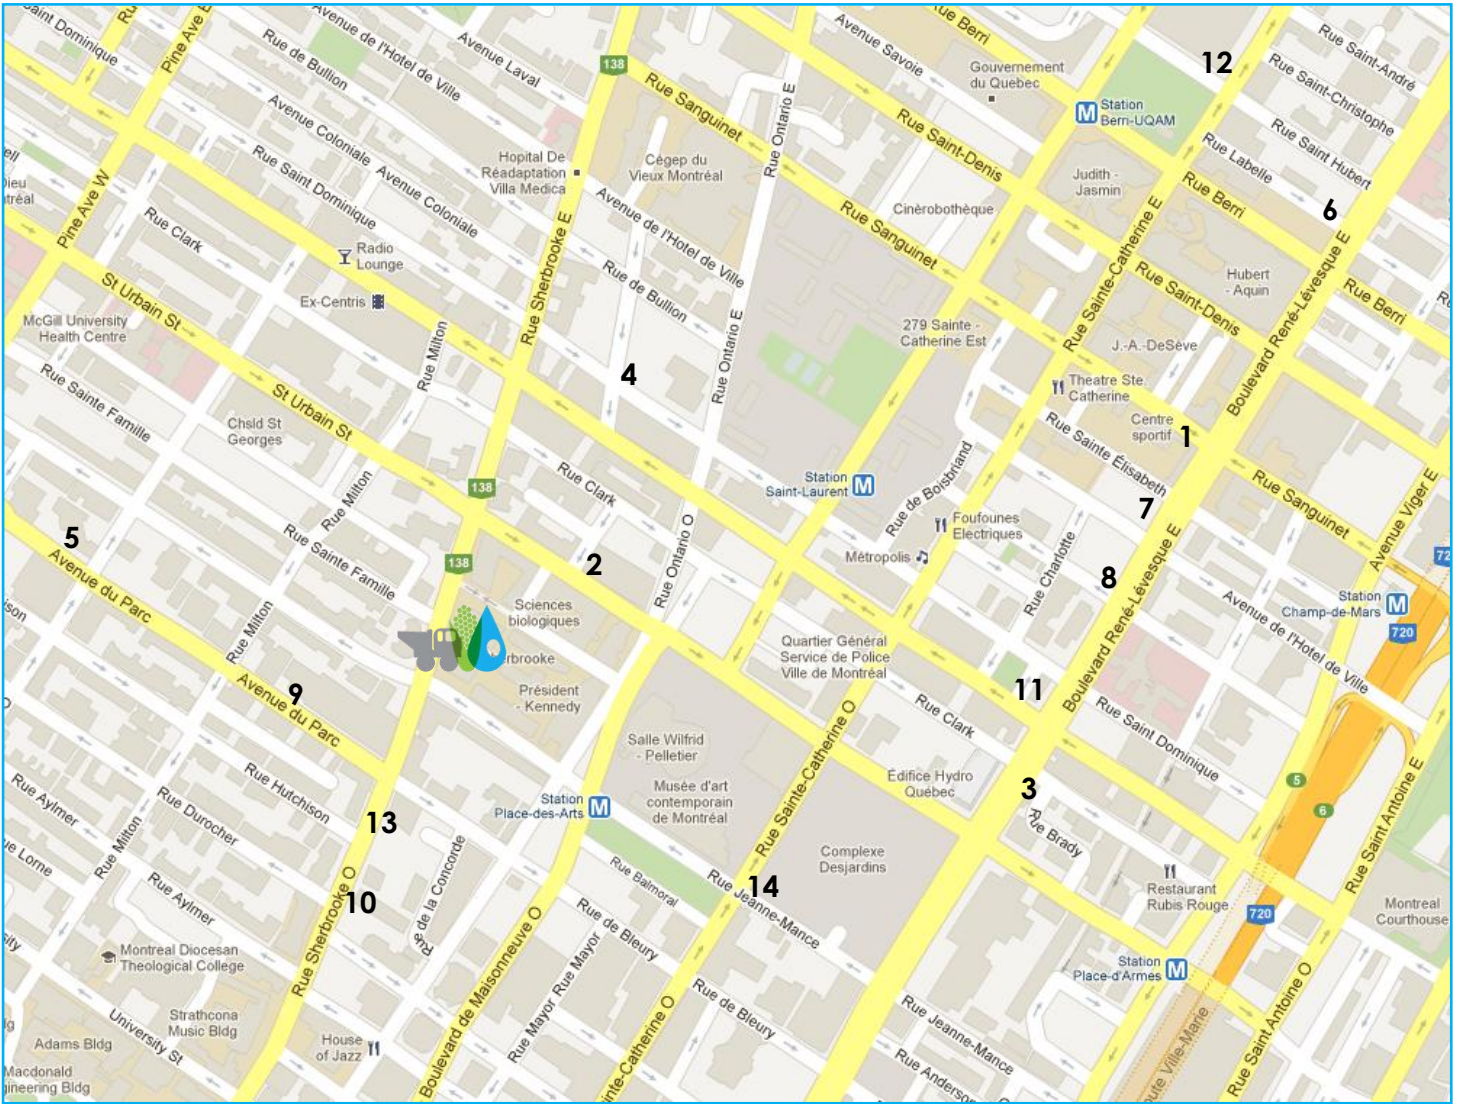 Saint Dominique
Pine Ave E
Rue de Bullion
Avenue de l'Hotel de Ville
Avenue Laval
138
Rue Sanguinet
Avenue Savoie
Rue Berri
Gouvernement
du Quebec
12
Rue Saint-André
Rue Saint-Christophe
M Station
Berri-UQAM
Rue Saint Hubert
Rue Labelle
Rue Saint-Denis
Rue Ontario E
Avenue Coloniale
Avenue Coloniale
Hopital De
Réadaptation
Villa Medica
Cégep du
Vieux Montréal
Judith -
Jasmin
Rue Berri
6
Rue Saint Dominique
Cinèrobothèque
Avenue de l'Hotel de Ville
Rue Sanguinet
Pine Ave W
Rue Clark
Radio
Lounge
Rue Sherbrooke E
Rue de Bullion
Rue Sainte-Catherine E
Rue Saint-Denis
Hubert
- Aquin
Boulevard René-Lévesque E
Rue Berri
St Urbain St
Ex-Centris
McGill University
Health Centre
Rue Milton
Rue Ontario E
279 Sainte -
Catherine Est
J.-A.-DeSève
Rue Sainte Famille
St Urbain St
4
Theatre Ste.
Catherine
Centre
sportif
1
Chsld St
Georges
Rue Sainte Élisabeth
Rue Clark
Station
Saint-Laurent M
Rue de Boisbriand
138
Rue Milton
7
Rue Sanguinet
Avenue Viger E
Foufounes
Electriques
Métropolis
5
Avenue du Parc
Rue Sainte Famille
138
2
Rue Ontario O
Rue Charlotte
8
Boulevard René-Lévesque E
Avenue de l'Hotel de Ville
Station
Champ-de-Mars M
720
Sciences
biologiques
Rue Milton
Quartier Général
Service de Police
Ville de Montréal
9
Avenue du Parc
Président
- Kennedy
11
Rue Clark
Rue Saint Dominique
Salle Wilfrid
- Pelletier
Rue Sainte-Catherine O
Musée d'art
contemporain
de Montréal
Édifice Hydro
Québec
3
Rue Brady
5
6
Rue Saint Antoine E
Rue Hutchison
Rue Aylmer
Rue Durocher
Rue Milton
13
Station
Place-des-Arts M
Complexe
Desjardins
Rue Balmoral
14
Rue Jeanne-Mance
Rue de la Concorde
10
Rue Sherbrooke O
Rue Aylmer
Restaurant
Rubis Rouge
Montreal
Courthouse
720
Rue de Bleury
Boulevard de Maisonneuve O
Montreal Diocesan
Theological College
Station
Place-d'Armes M
Rue Mayor
Rue Mayor
Rue de Bleury
Rue Jeanne-Mance
Strathcona
Music Bldg
University St
House
of Jazz
Adams Bldg
Rue Saint Antoine O